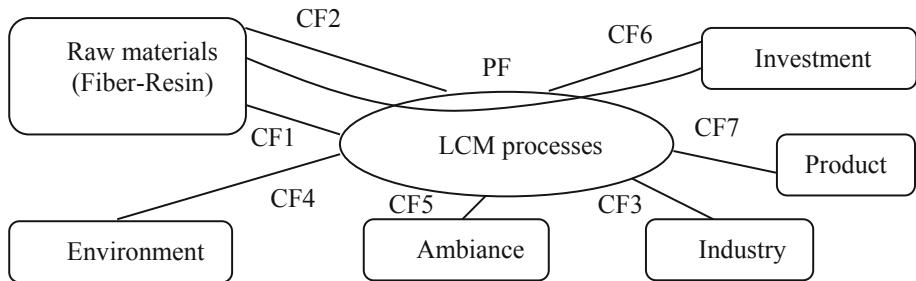 CF2
CF6
Raw materials
(Fiber-Resin)
PF
Investment
CF1
LCM processes
CF7
Product
CF4
CF5
CF3
Environment
Ambiance
Industry